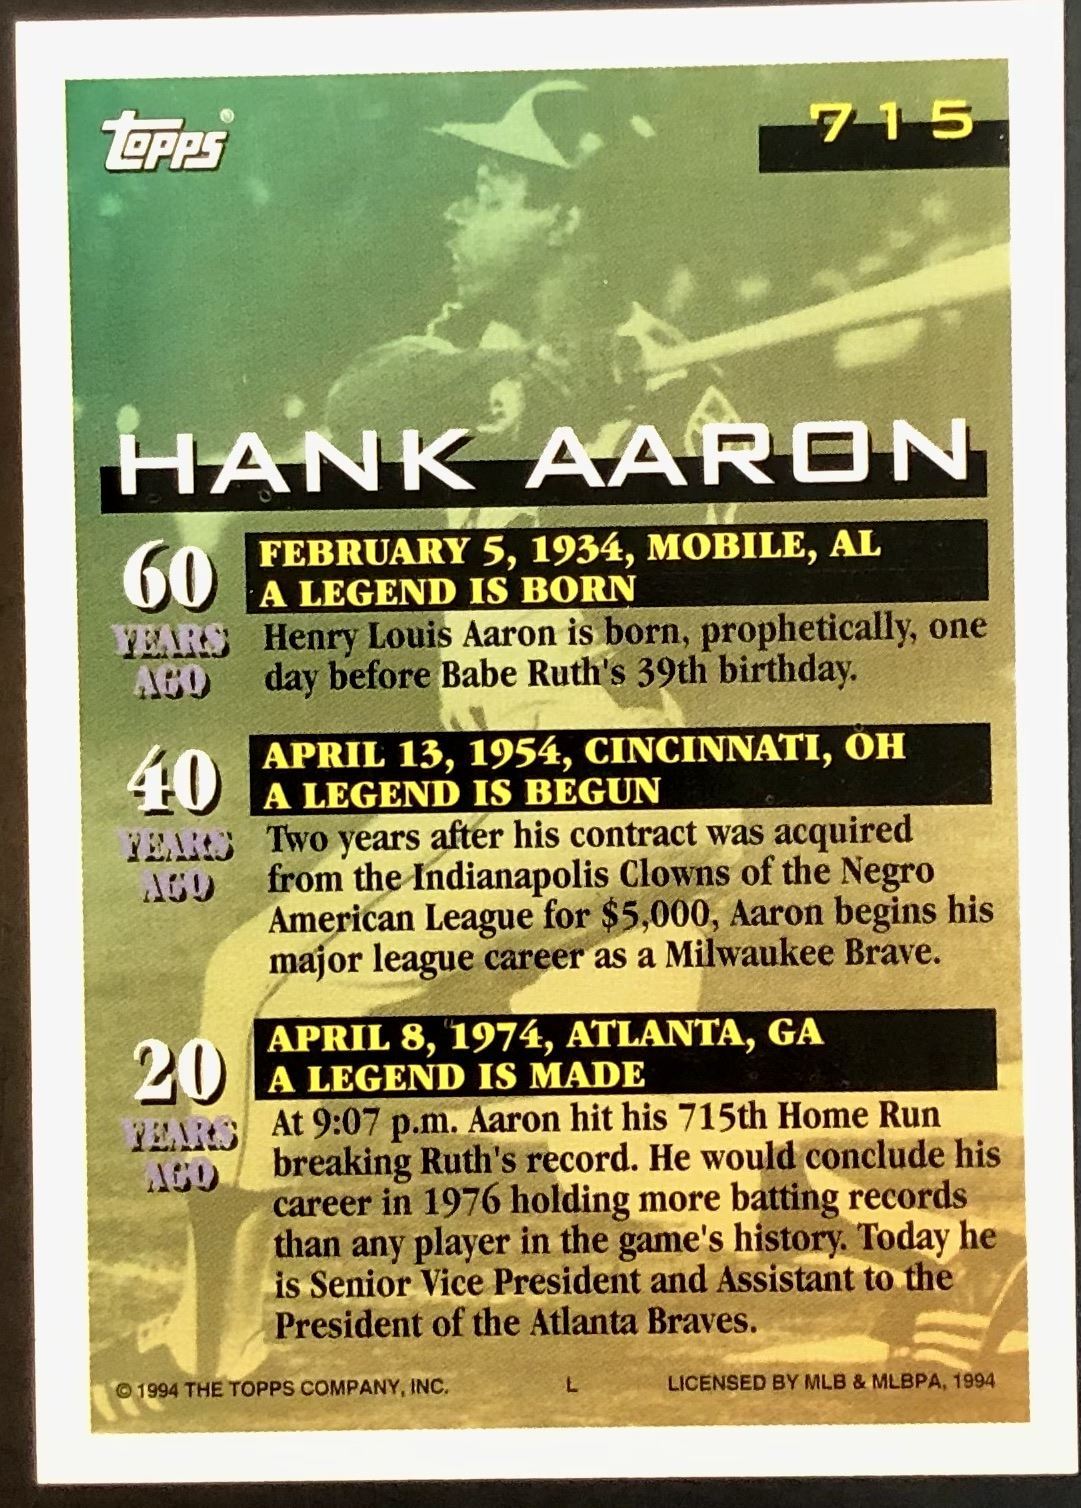 Topps®
715
HANK AARON
60
YEARS
AGO
FEBRUARY 5, 1934, MOBILE, AL
A LEGEND IS BORN
Henry Louis Aaron is born, prophetically, one
day before Babe Ruth's 39th birthday.
40
YEARS
AGO
APRIL 13, 1954, CINCINNATI, OH
A LEGEND IS BEGUN
Two years after his contract was acquired
from the Indianapolis Clowns of the Negro
American League for $5,000, Aaron begins his
major league career as a Milwaukee Brave.
20
YEARS
AGO
APRIL 8, 1974, ATLANTA, GA
A LEGEND IS MADE
At 9:07 p.m. Aaron hit his 715th Home Run
breaking Ruth's record. He would conclude his
career in 1976 holding more batting records
than any player in the game's history. Today he
is Senior Vice President and Assistant to the
President of the Atlanta Braves.
© 1994 THE TOPPS COMPANY, INC. L LICENSED BY MLB & MLBPA, 1994